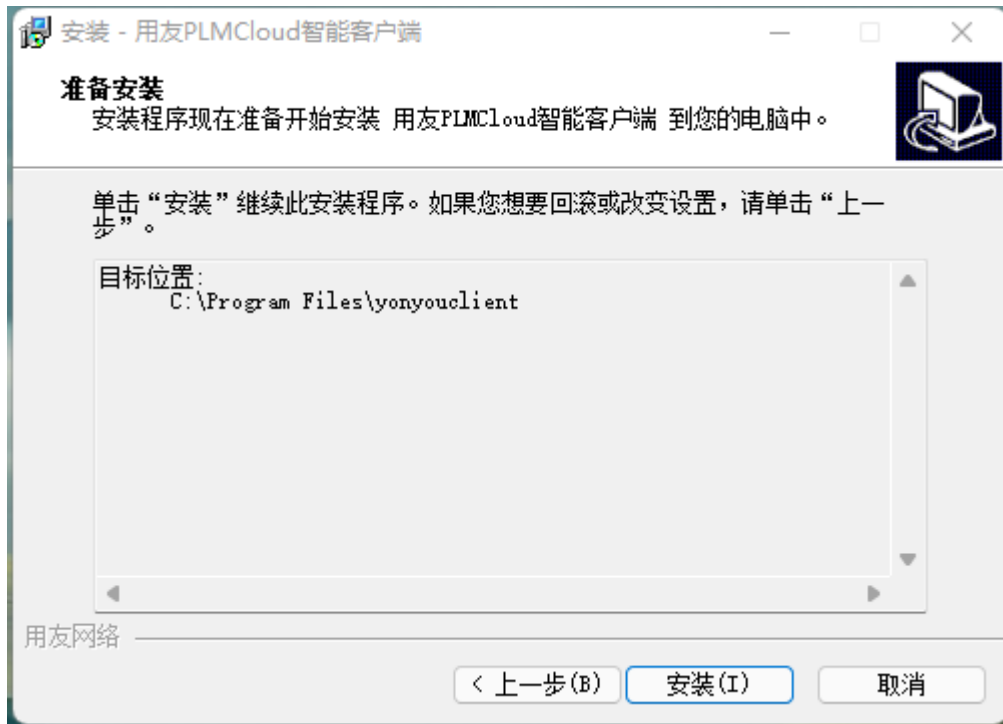 安装 - 用友PLMCloud智能客户端
准备安装
安装程序现在准备开始安装 用友PLMCloud智能客户端 到您的电脑中。
单击“安装”继续此安装程序。如果您想要回滚或改变设置，请单击“上一
步”。
目标位置:
C:\Program Files\yonyouclient
用友网络
< 上一步(B) 安装(I) 取消